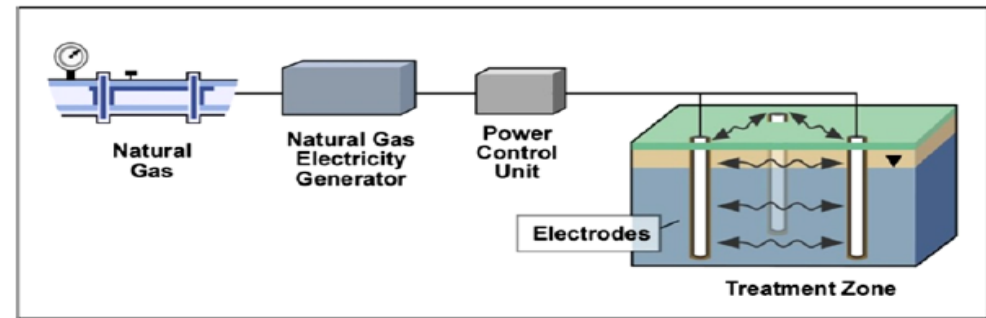 Natural
Gas
Natural Gas
Electricity
Generator
Power
Control
Unit
Electrodes
Treatment Zone